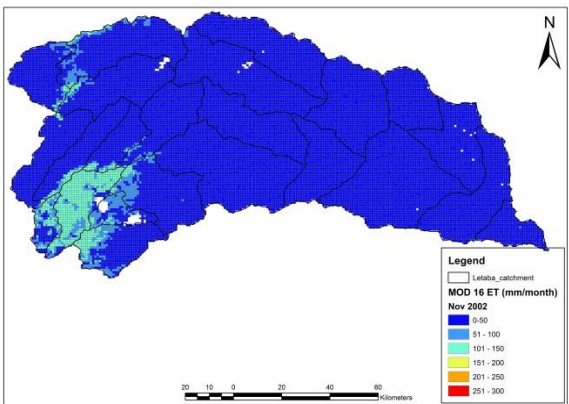 N
Legend
Letaba_catchment
MOD 16 ET (mm/month)
Nov 2002
0-50
51 - 100
101 - 150
151 - 200
201 - 250
251 - 300
20 10 0 20 40 60
Kilometers